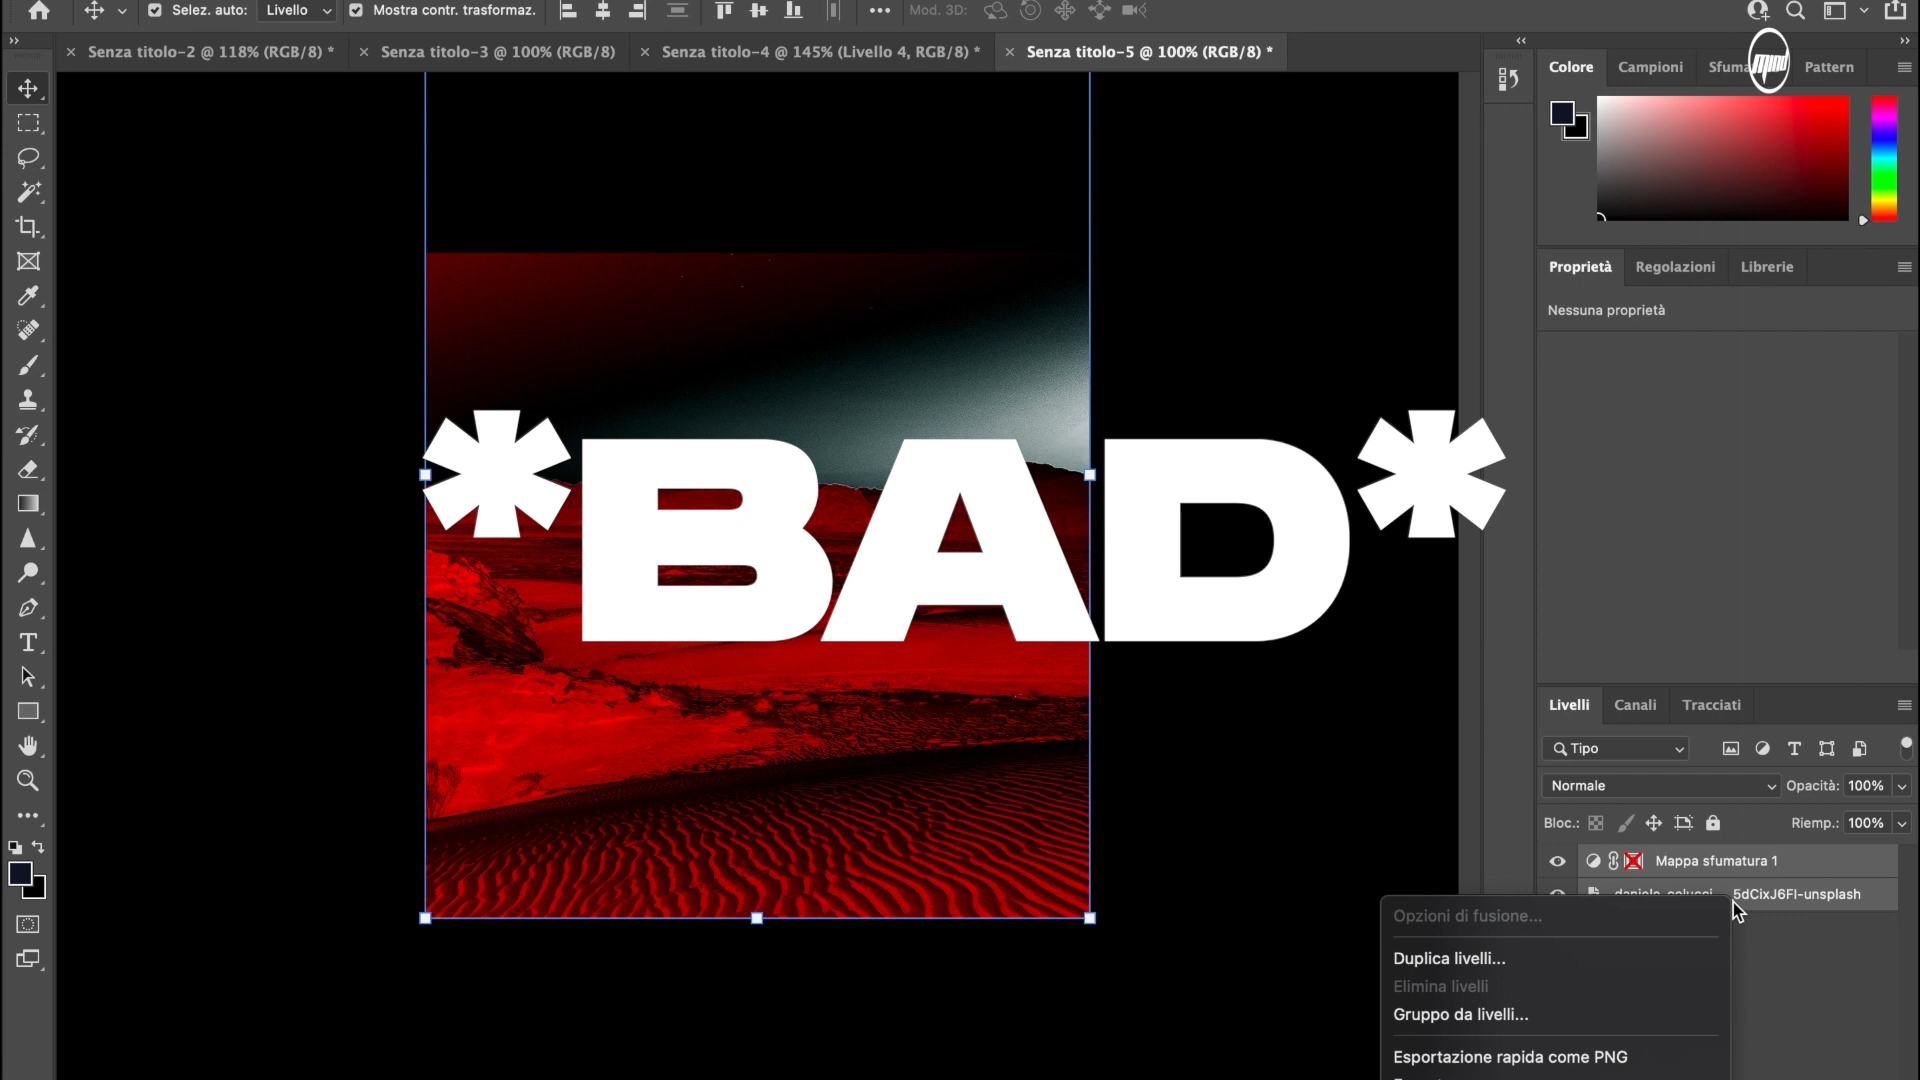 Selez. auto:
Livello
Mostra contr. trasformaz.
Mod. 3D:
Senza titolo-2 @ 118% (RGB/8) *
Senza titolo-3 @ 100% (RGB/8)
Senza titolo-4 @ 145% (Livello 4, RGB/8) *
Senza titolo-5 @ 100% (RGB/8) *
Colore
Campioni
Pattern
Proprietà
Regolazioni
Librerie
Nessuna proprietà
*BAD*
Livelli
Canali
Tracciati
Tipo
Normale
Opacità: 100%
Bloc.:
Riemp.: 100%
Mappa sfumatura 1
5dCixJ6FI-unsplash
Opzioni di fusione...
Duplica livelli...
Elimina livelli
Gruppo da livelli...
Esportazione rapida come PNG